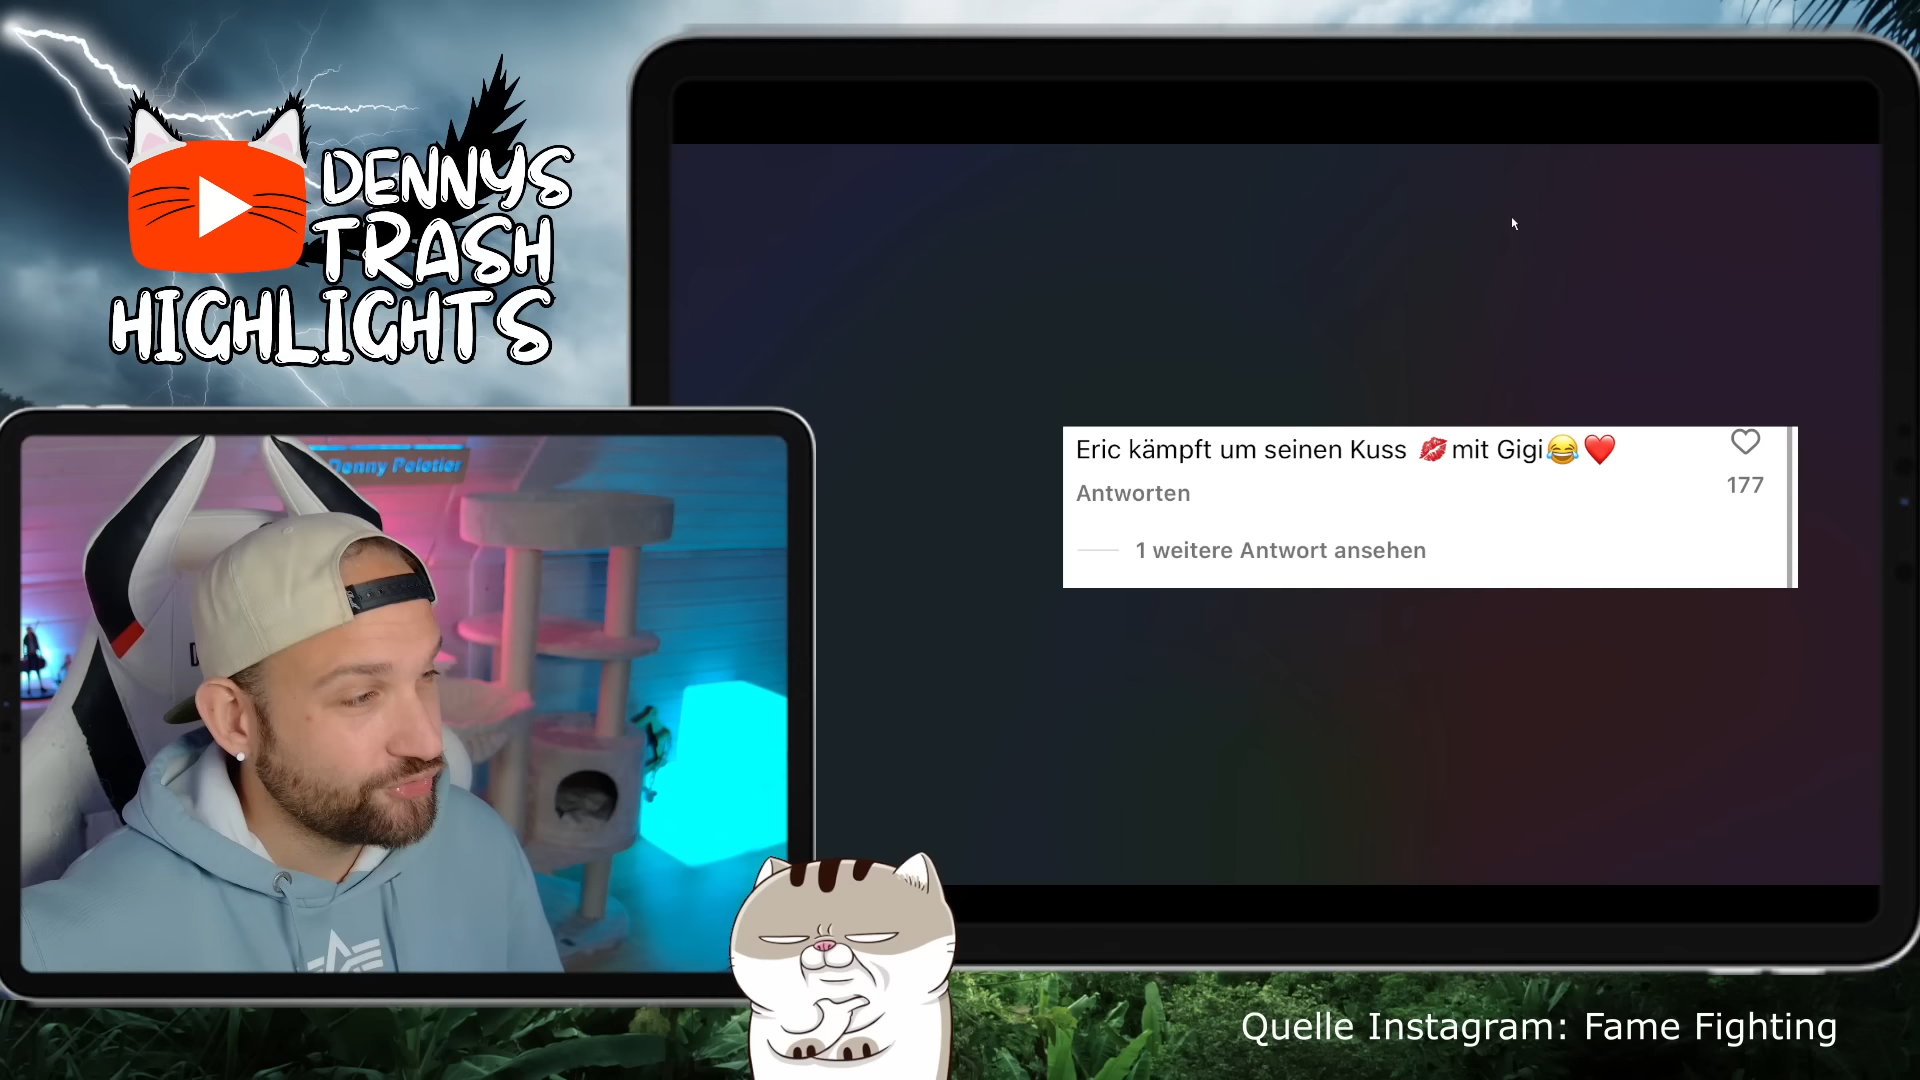 DENNYS
TRASH
HIGHLIGHTS
Denny Peletier
Eric kämpft um seinen Kuss 💋mit Gigi😂❤️
177
Antworten
1 weitere Antwort ansehen
Quelle Instagram: Fame Fighting